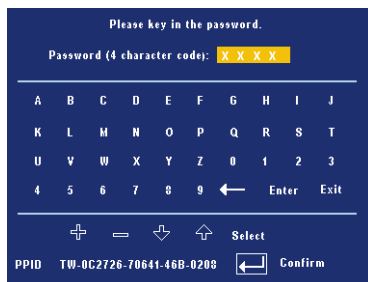 Please key in the password.
Password (4 character code): X X X X
A B C D E F G H I J
K L M N O P Q R S T
U V W X Y Z 0 1 2 3
4 5 6 7 8 9 ← Enter Exit
Select
PPID TW-0C2726-70641-46B-0208 Confirm